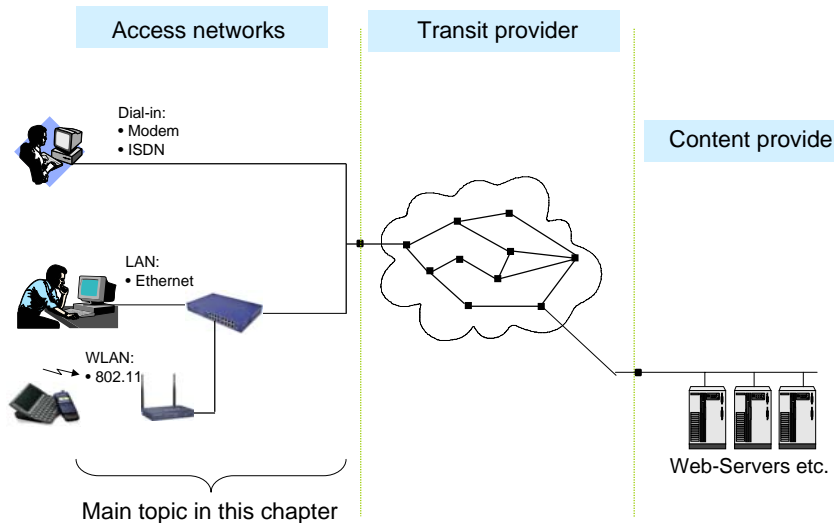 Access networks
Transit provider
Content provide
Dial-in:
• Modem
• ISDN
LAN:
• Ethernet
WLAN:
• 802.11
Web-Servers etc.
Main topic in this chapter